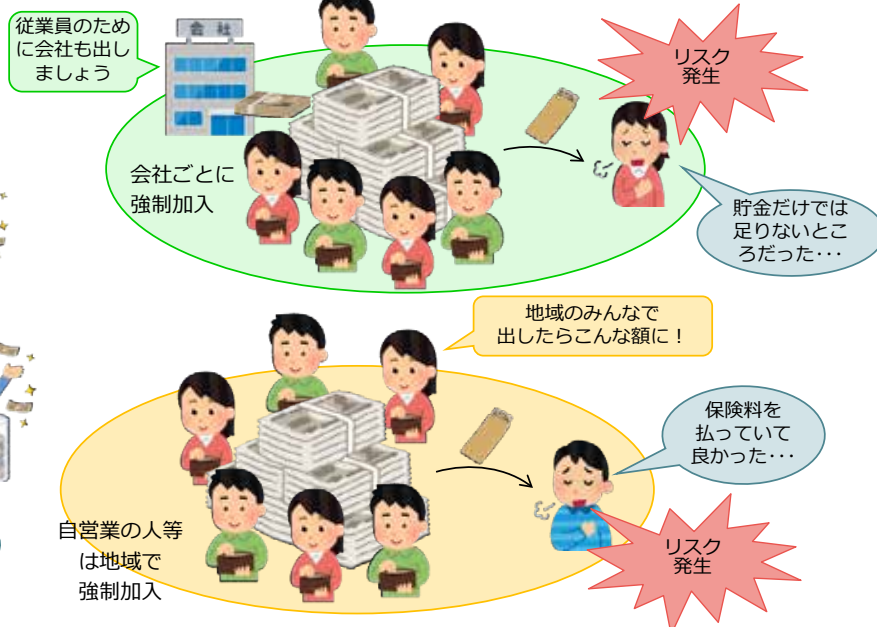 従業員のため
に会社も出し
ましょう
会社
リスク
発生
会社ごとに
強制加入
貯金だけでは
足りないとこ
ろだった･･･
地域のみんなで
出したらこんな額に！
保険料を
払っていて
良かった･･･
自営業の人等
は地域で
強制加入
リスク
発生